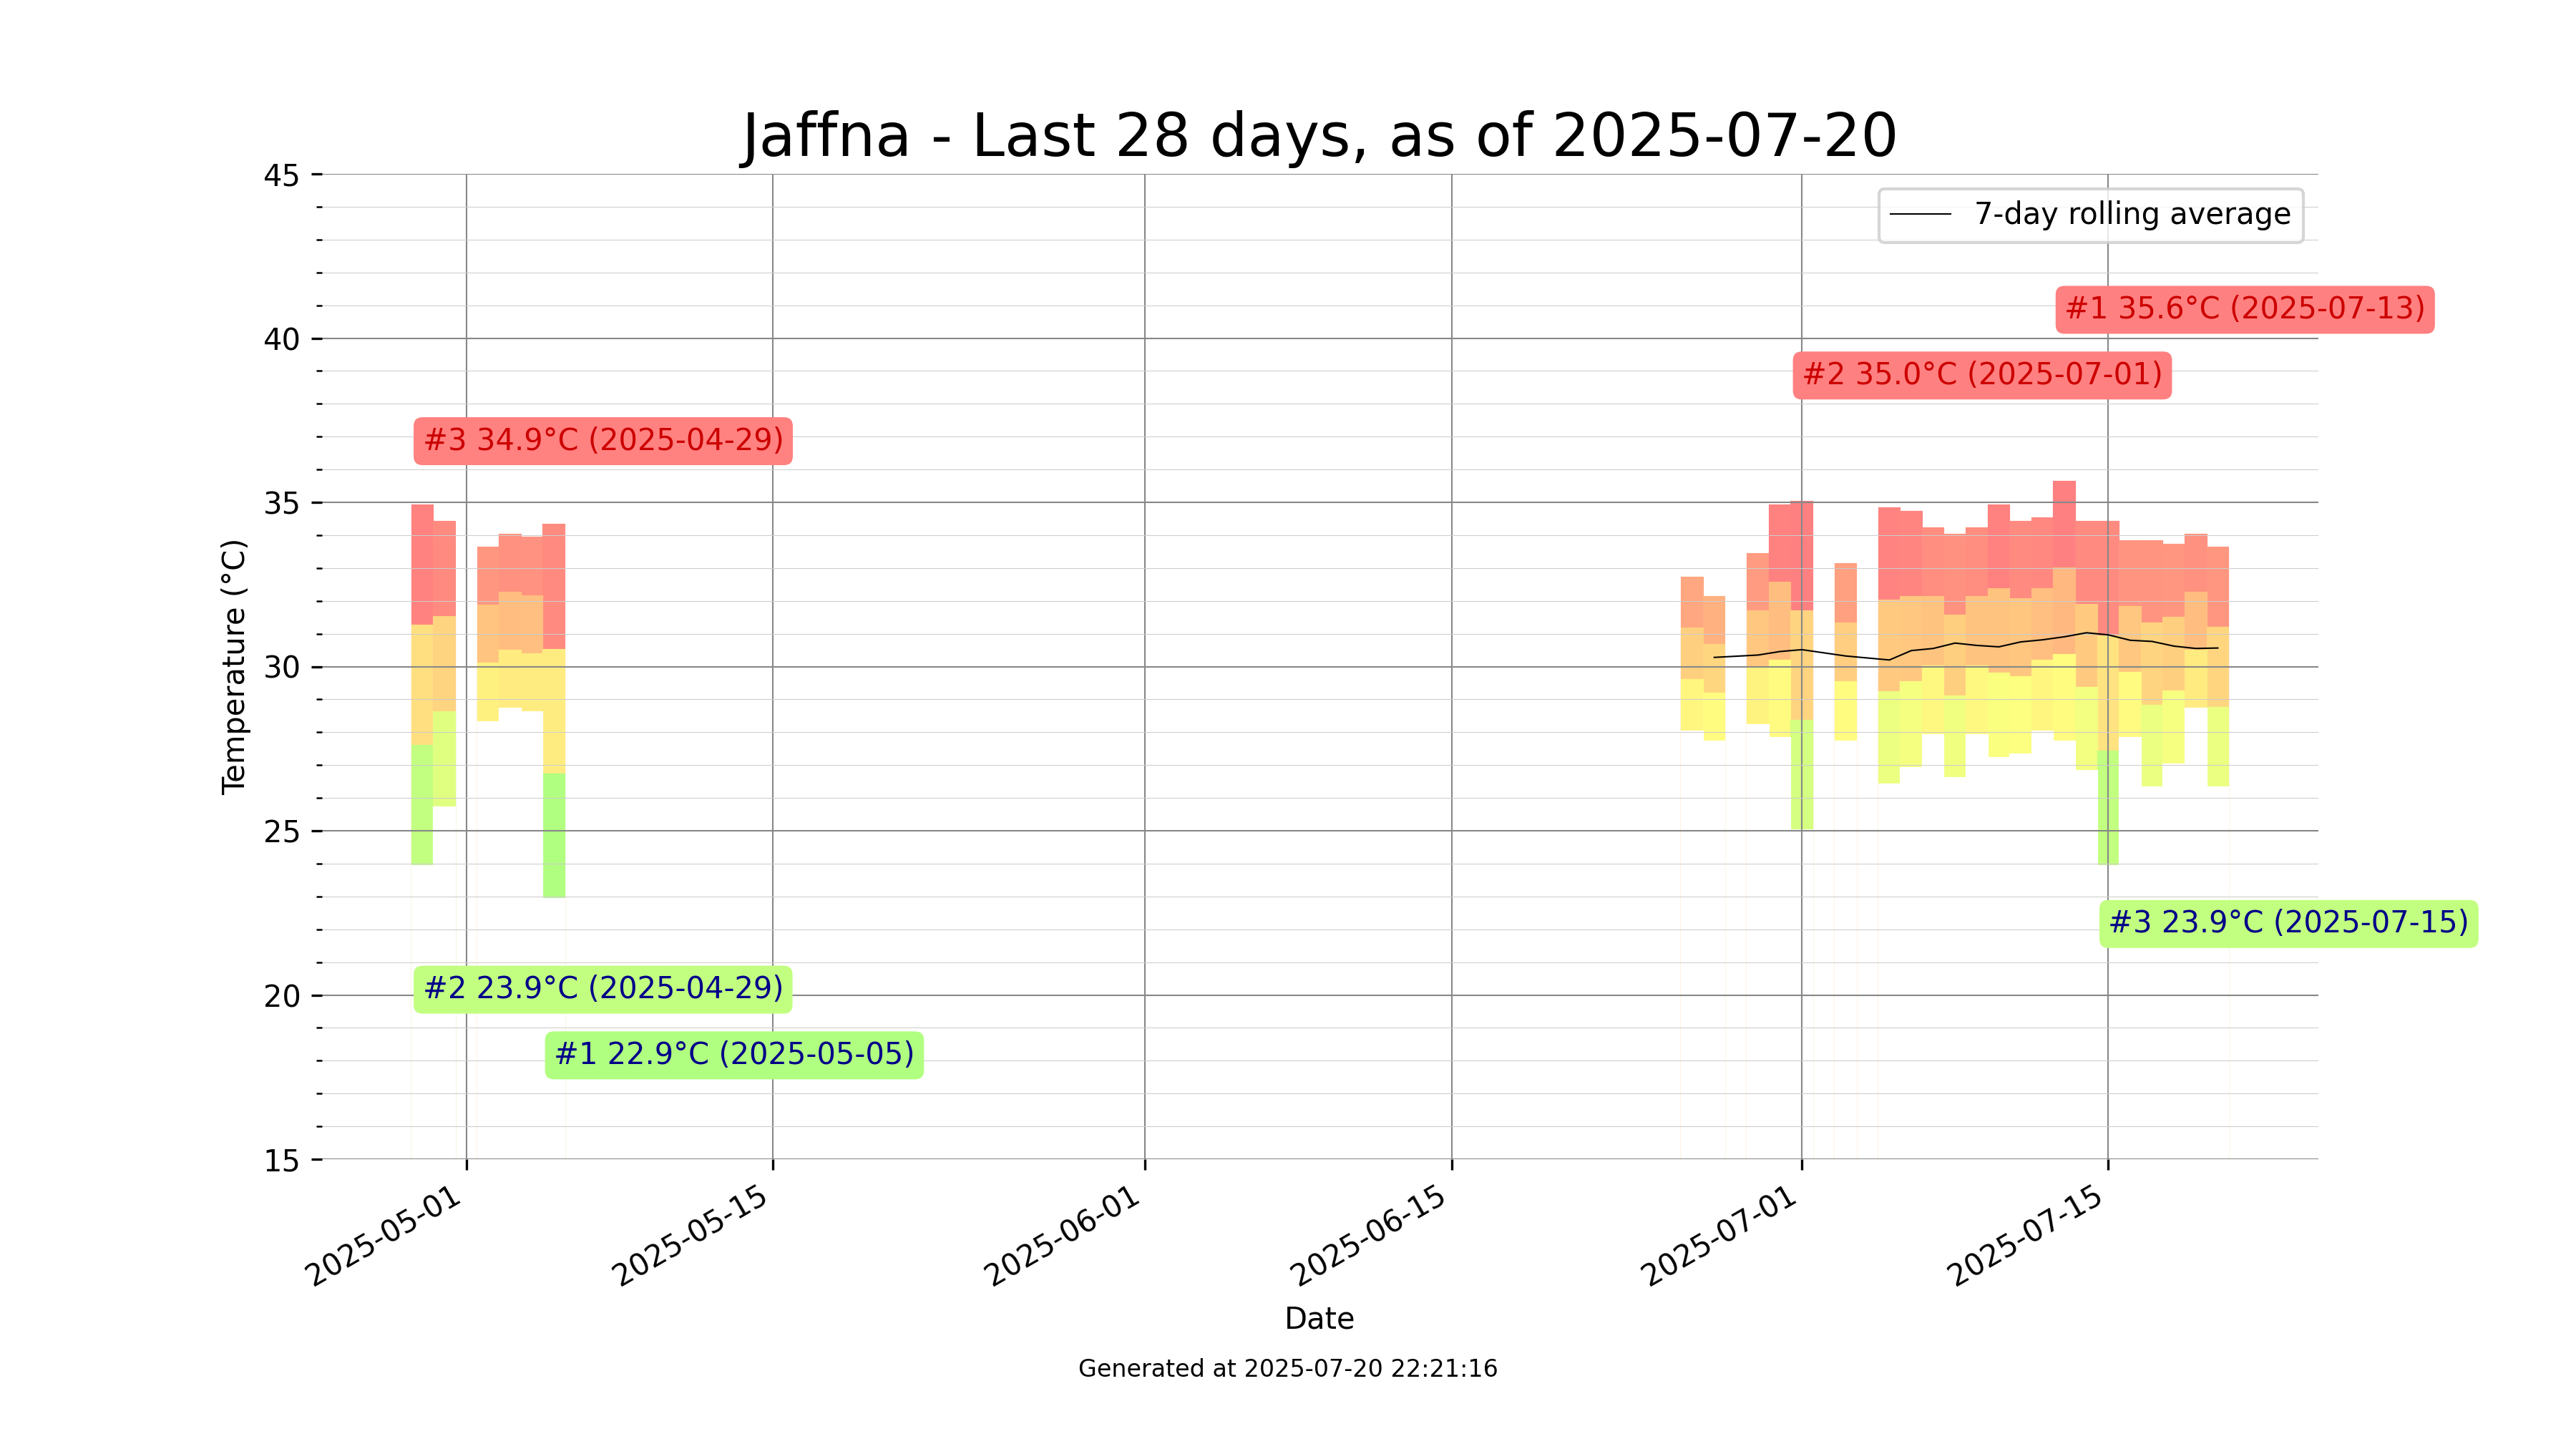 Jaffna - Last 28 days, as of 2025-07-20
45
40
35
30
25
20
15
Temperature (°C)
7-day rolling average
#1 35.6°C (2025-07-13)
#2 35.0°C (2025-07-01)
#3 34.9°C (2025-04-29)
#3 23.9°C (2025-07-15)
#2 23.9°C (2025-04-29)
#1 22.9°C (2025-05-05)
2025-05-01
2025-05-15
2025-06-01
2025-06-15
2025-07-01
2025-07-15
Date
Generated at 2025-07-20 22:21:16